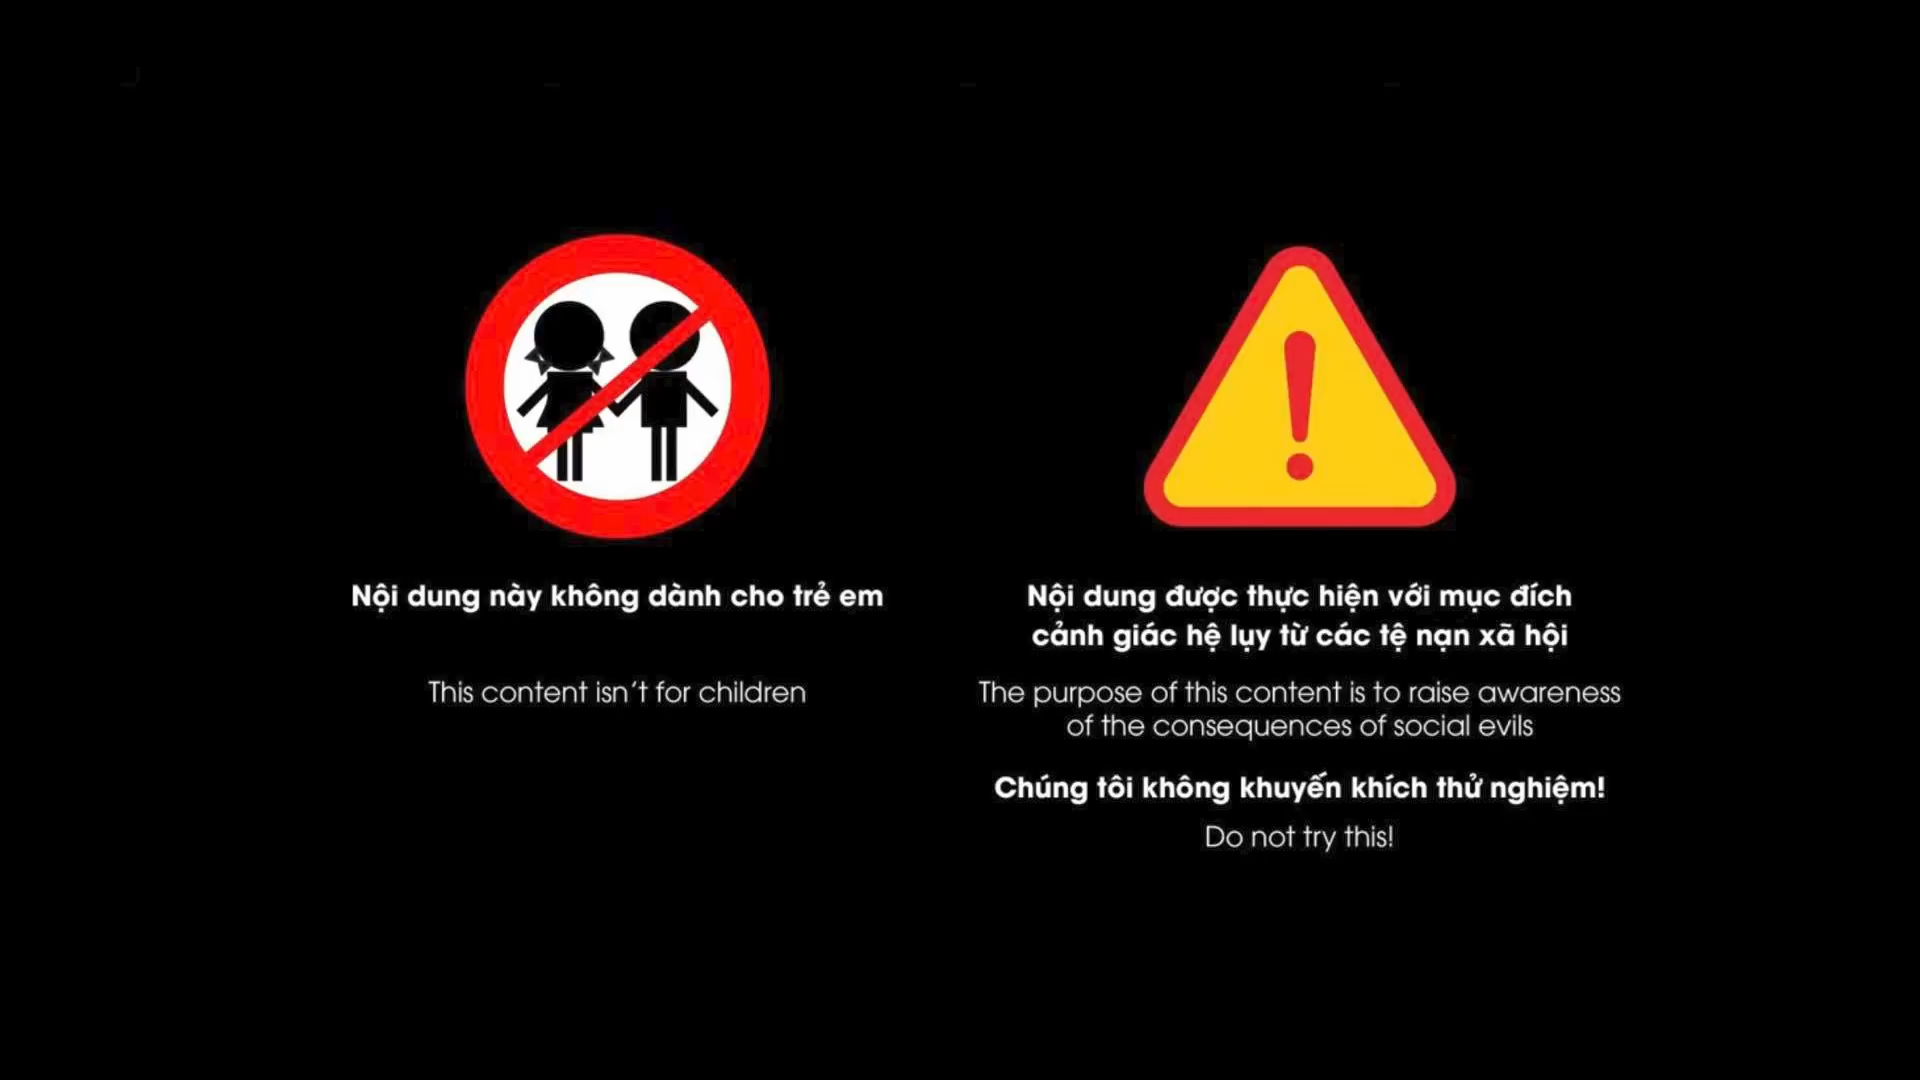 Nội dung này không dành cho trẻ em
This content isn't for children
Nội dung được thực hiện với mục đích
cảnh giác hệ lụy từ các tệ nạn xã hội
The purpose of this content is to raise awareness
of the consequences of social evils
Chúng tôi không khuyến khích thử nghiệm!
Do not try this!